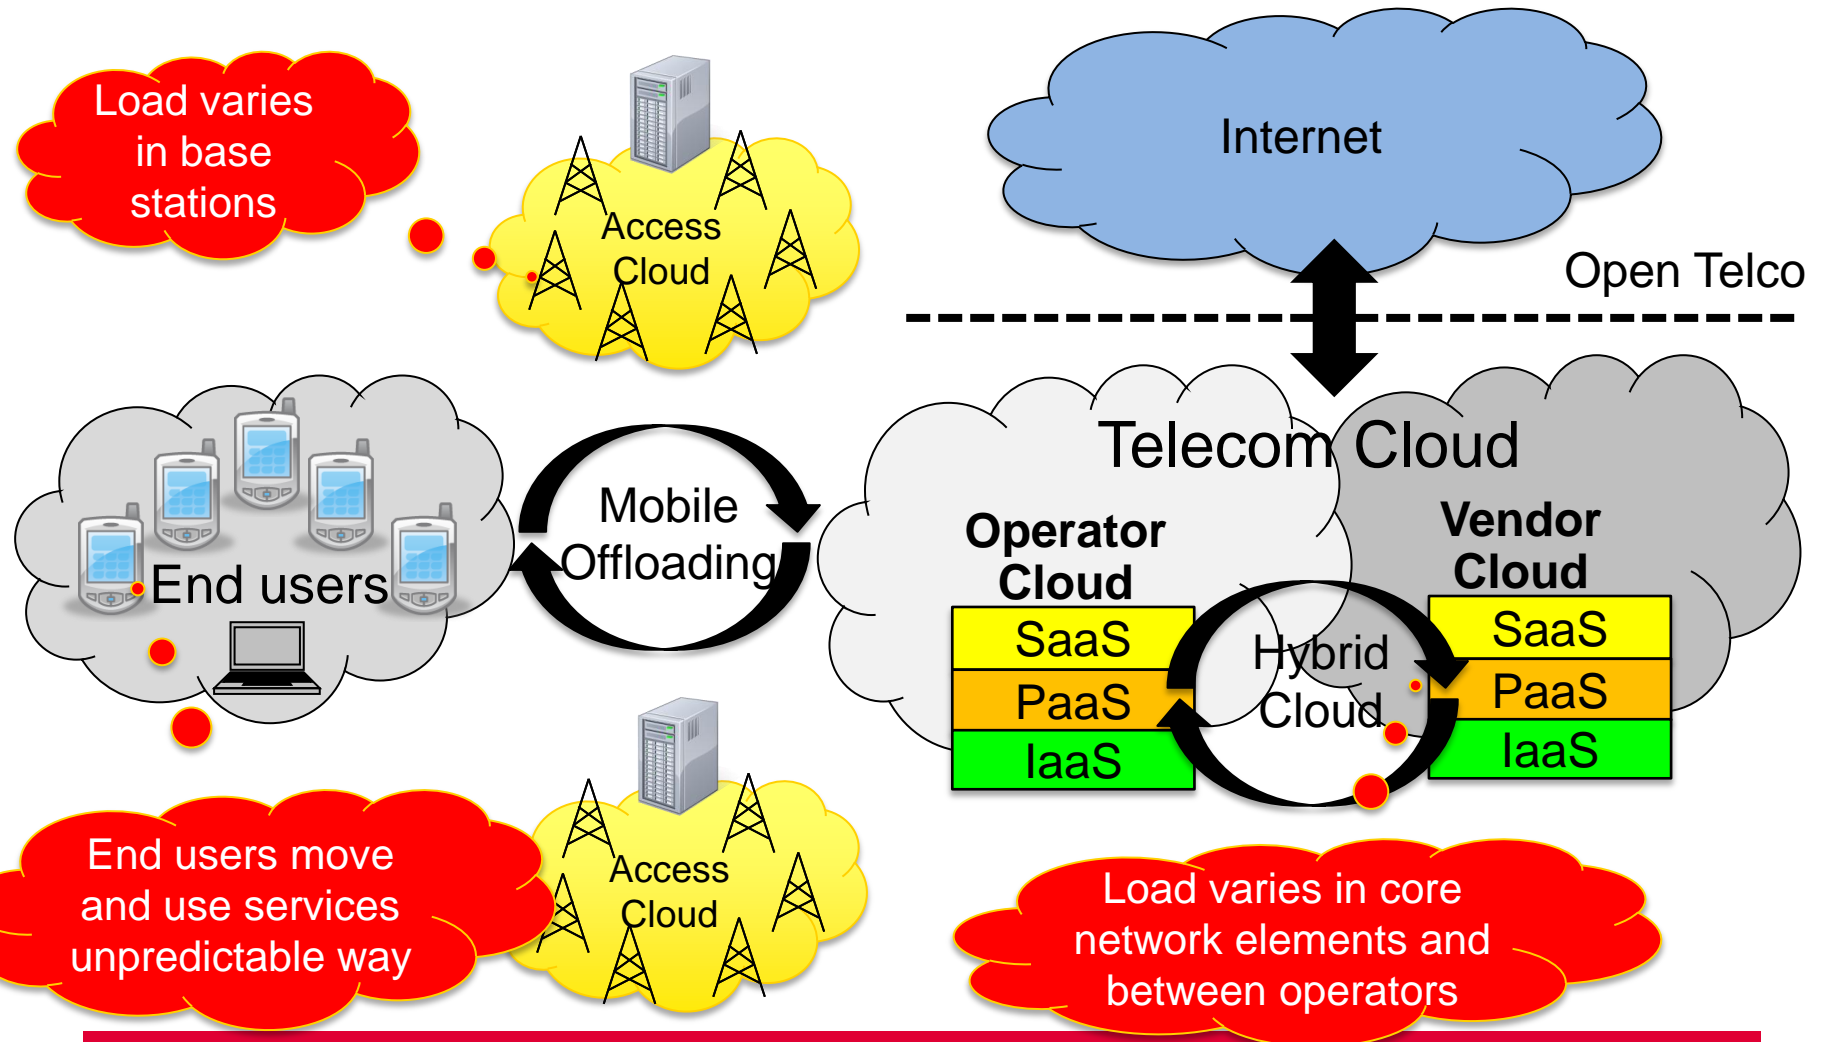 Load varies
in base
stations
Access
Cloud
Internet
Open Telco
End users
Mobile
Offloading
Telecom Cloud
Operator
Cloud
SaaS
PaaS
IaaS
Hybrid
Cloud
Vendor
Cloud
SaaS
PaaS
IaaS
End users move
and use services
unpredictable way
Access
Cloud
Load varies in core
network elements and
between operators